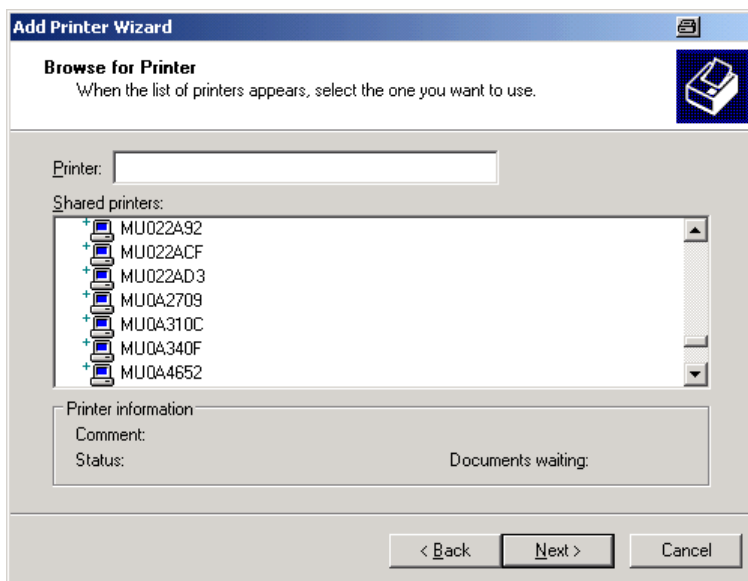 Add Printer Wizard
Browse for Printer
When the list of printers appears, select the one you want to use.
Printer:
Shared printers:
MU022A92
MU022ACF
MU022AD3
MU0A2709
MU0A310C
MU0A340F
MU0A4652
Printer information
Comment:
Status:
Documents waiting:
< Back
Next >
Cancel